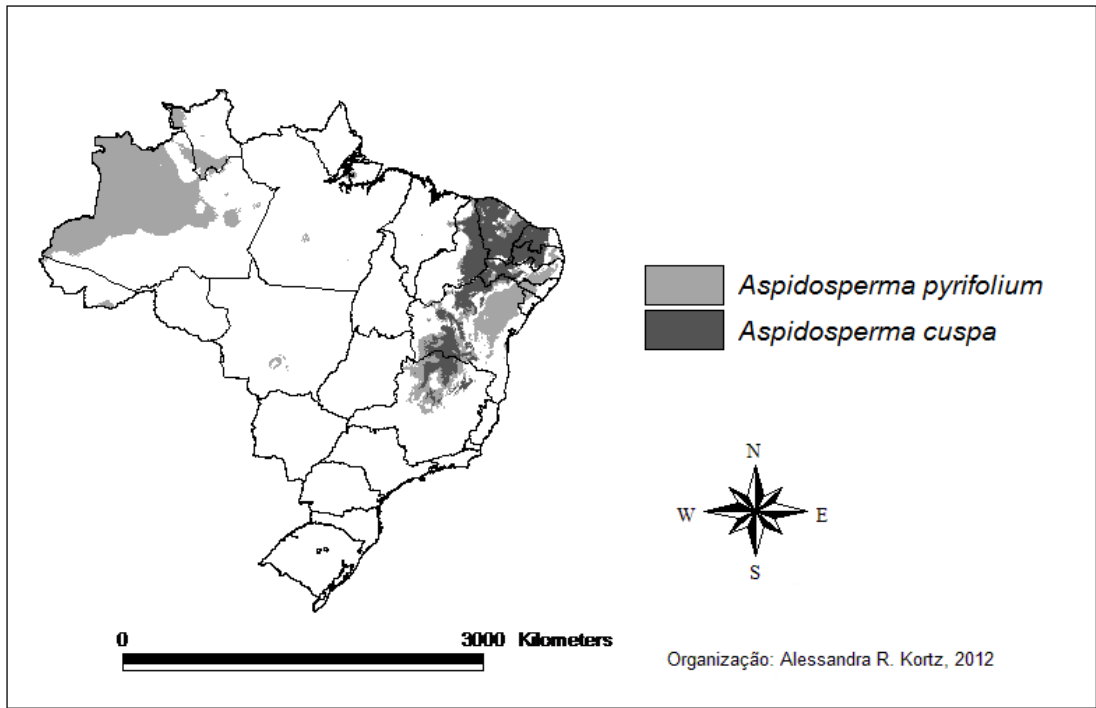 Aspidosperma pyrifolium
Aspidosperma cuspa
N
W E
S
0 3000 Kilometers
Organização: Alessandra R. Kortz, 2012